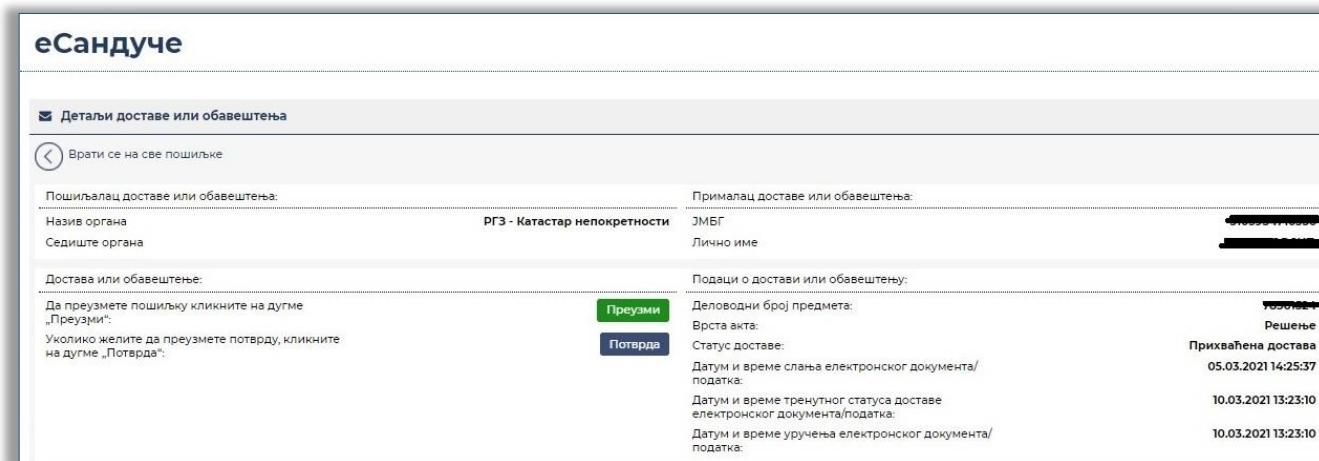 еСандуче
Детаљи доставе или обавештења
Врати се на све пошиљке
Пошиљалац доставе или обавештења:
Назив органа
РГЗ - Катастар непокретности
Седиште органа
Прималац доставе или обавештења:
ЈМБГ
Лично име
Достава или обавештење:
Да преузмете пошиљку кликните на дугме
„Преузми“:
Преузми
Уколико желите да преузмете потврду, кликните
на дугме „Потврда“:
Потврда
Подаци о достави или обавештењу:
Деловодни број предмета:
Врста акта:
Решење
Статус доставе:
Прихваћена достава
Датум и време слања електронског документа/
податка:
05.03.2021 14:25:37
Датум и време тренутног статуса доставе
електронског документа/податка:
10.03.2021 13:23:10
Датум и време уручења електронског документа/
податка:
10.03.2021 13:23:10